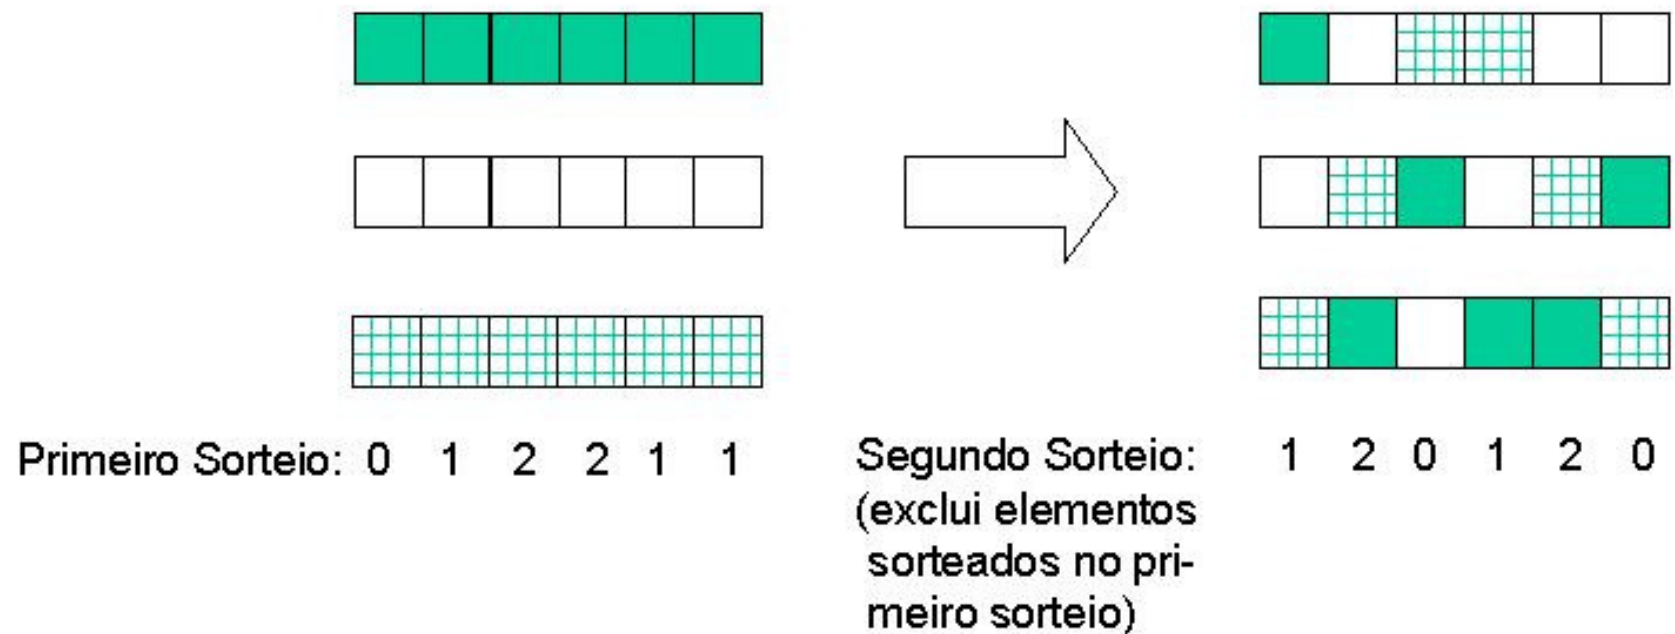 Primeiro Sorteio: 0 1 2 2 1 1
Segundo Sorteio: 1 2 0 1 2 0
(exclui elementos
sorteados no pri-
meiro sorteio)